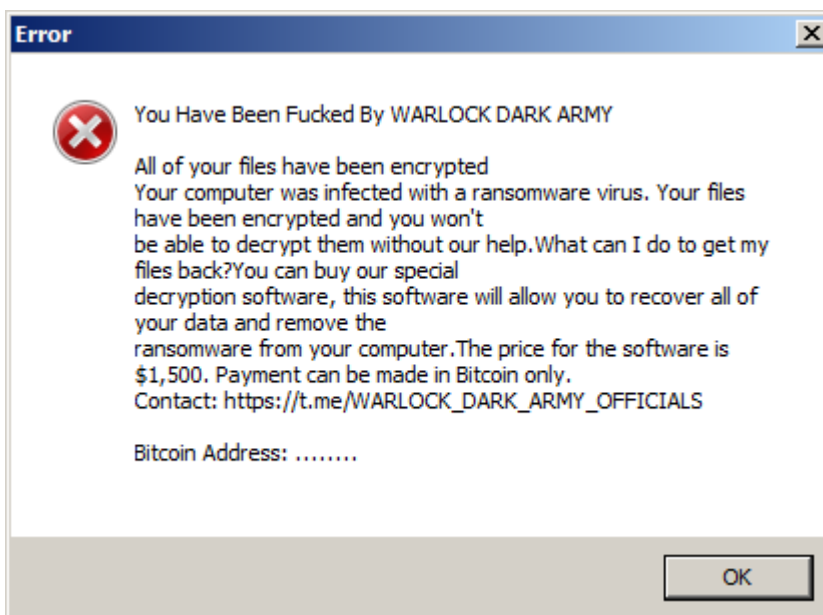 Error
You Have Been Fucked By WARLOCK DARK ARMY
All of your files have been encrypted
Your computer was infected with a ransomware virus. Your files
have been encrypted and you won't
be able to decrypt them without our help.What can I do to get my
files back?You can buy our special
decryption software, this software will allow you to recover all of
your data and remove the
ransomware from your computer.The price for the software is
$1,500. Payment can be made in Bitcoin only.
Contact: https://t.me/WARLOCK_DARK_ARMY_OFFICIALS
Bitcoin Address: ........
OK